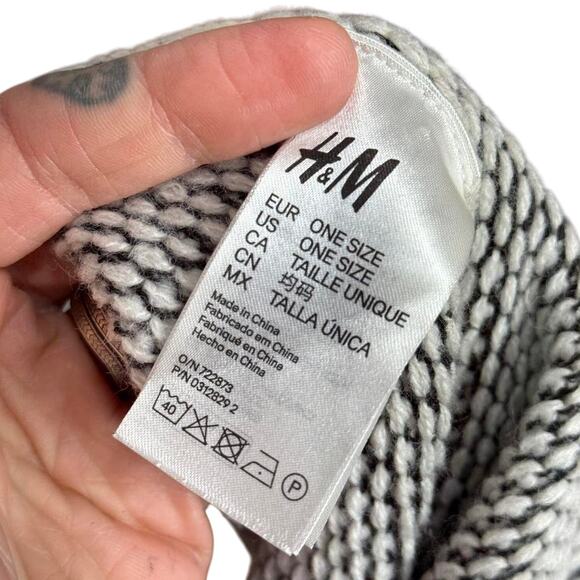 H&M
EUR ONE SIZE
US ONE SIZE
CA TAILLE UNIQUE
CN 均码
MX TALLA ÚNICA
Made in China
Fabricado em China
Fabriqué en China
Hecho en China
O/N 722873
P/N 0312829 2
40
P